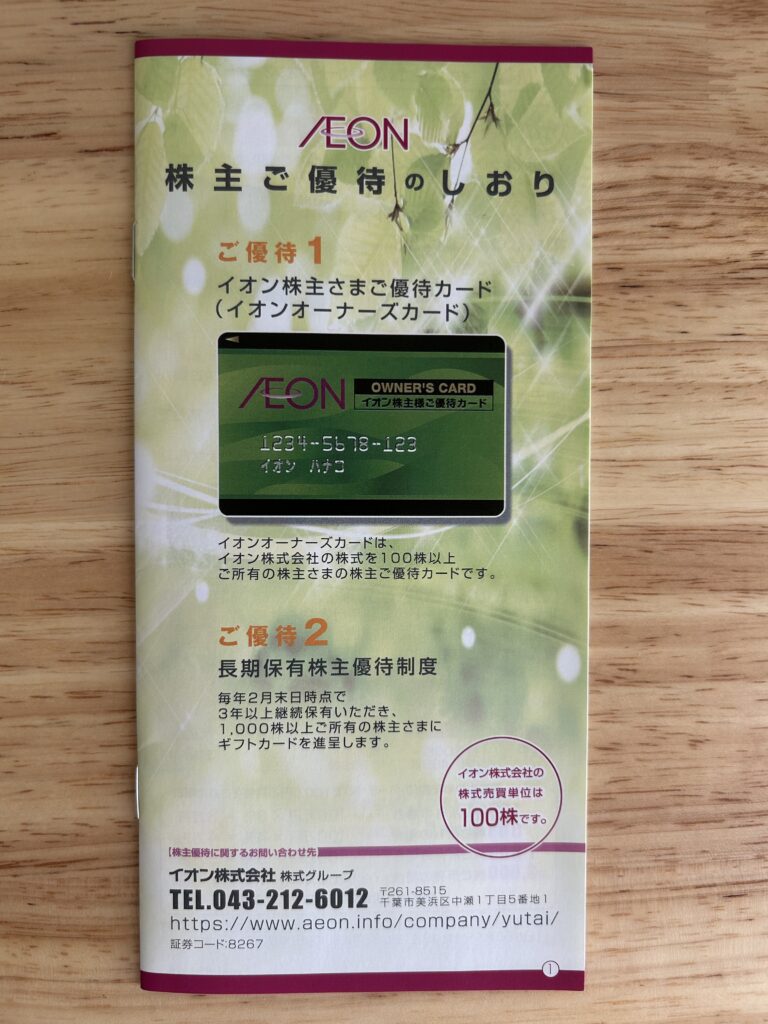 ÆON
株主ご優待のしおり
ご優待1
イオン株主さまご優待カード
（イオンオーナーズカード）
ÆON
OWNER'S CARD
イオン株主様ご優待カード
1234-5678-123
イオン ハナコ
イオンオーナーズカードは、
イオン株式会社の株式を100株以上
ご所有の株主さまの株主ご優待カードです。
ご優待2
長期保有株主優待制度
毎年2月末日時点で
3年以上継続保有いただき、
1,000株以上ご所有の株主さまに
ギフトカードを進呈します。
イオン株式会社の
株式売買単位は
100株です。
【株主優待に関するお問い合わせ先】
イオン株式会社 株式グループ
TEL.043-212-6012
〒261-8515
千葉市美浜区中瀬1丁目5番地1
https://www.aeon.info/company/yutai/
証券コード:8267
①